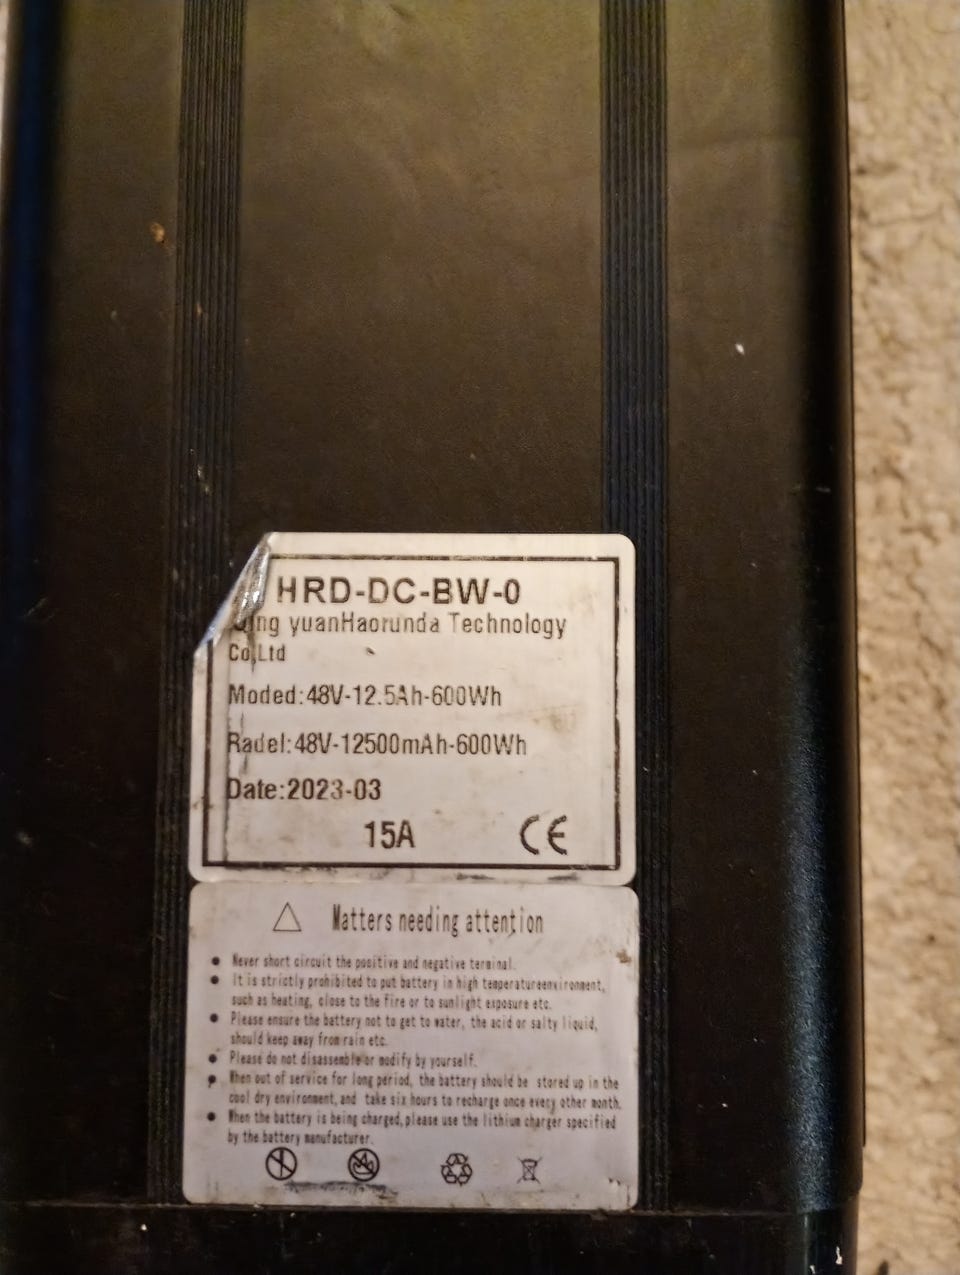 HRD-DC-BW-0
Qing yuanHaorunda Technology
Co,Ltd
Moded:48V-12.5Ah-600Wh
Radel:48V-12500mAh-600Wh
Date:2023-03
15A CE
Matters needing attention
• Never short circuit the positive and negative terminal.
• It is strictly prohibited to put battery in high temperatureenvironment,
such as heating, close to the fire or to sunlight exposure etc.
• Please ensure the battery not to get to water, the acid or salty liquid,
should keep away from rain etc.
• Please do not disassemble or modify by yourself.
• When out of service for long period, the battery should be stored up in the
cool dry environment, and take six hours to recharge once every other month.
• When the battery is being charged, please use the lithium charger specified
by the battery manufacturer.